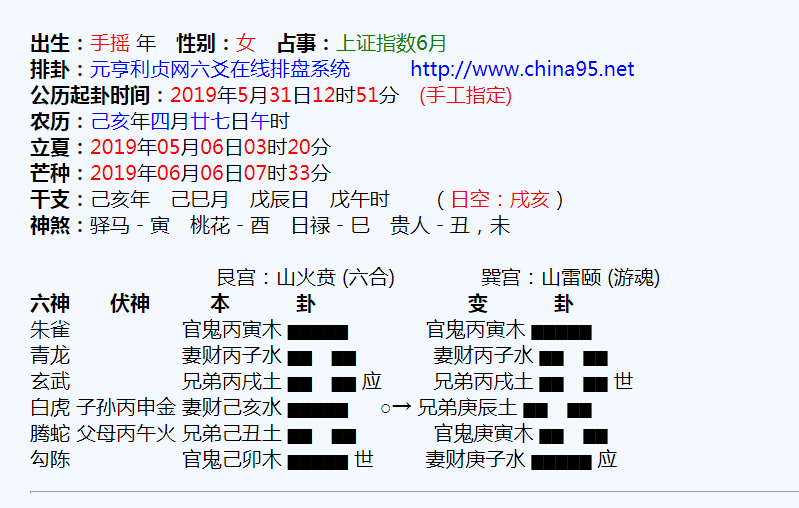 出生：手摇 年 性别：女 占事：上证指数6月
排卦：元亨利贞网六爻在线排盘系统 http://www.china95.net
公历起卦时间：2019年5月31日12时51分 (手工指定)
农历：己亥年四月廿七日午时
立夏：2019年05月06日03时20分
芒种：2019年06月06日07时33分
干支：己亥年 己巳月 戊辰日 戊午时 （日空：戌亥）
神煞：驿马－寅 桃花－酉 日禄－巳 贵人－丑，未
艮宫：山火贲 (六合) 巽宫：山雷颐 (游魂)
六神 伏神 本 卦 变 卦
朱雀 官鬼丙寅木 官鬼丙寅木
青龙 妻财丙子水 妻财丙子水
玄武 兄弟丙戌土 应 兄弟丙戌土 世
白虎 子孙丙申金 妻财己亥水 ○→ 兄弟庚辰土
腾蛇 父母丙午火 兄弟己丑土 官鬼庚寅木
勾陈 官鬼己卯木 世 妻财庚子水 应